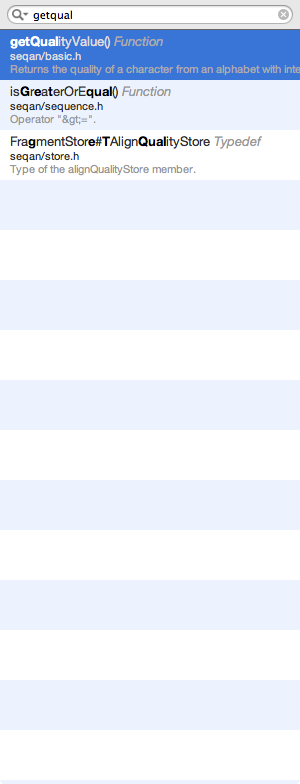 getqual
getQualityValue() Function
seqan/basic.h
Returns the quality of a character from an alphabet with inte
isGreaterOrEqual() Function
seqan/sequence.h
Operator "&gt;=".
FragmentStore#TAlignQualityStore Typedef
seqan/store.h
Type of the alignQualityStore member.